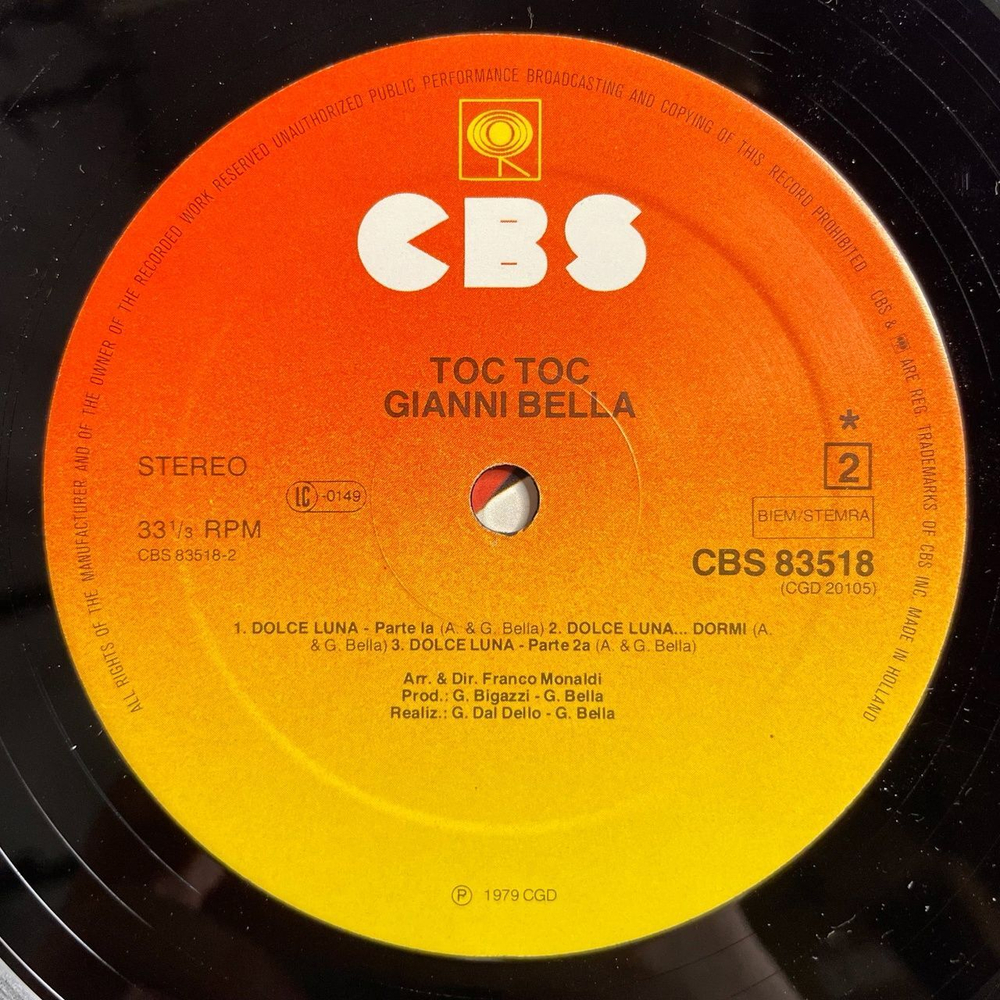 ALL RIGHTS OF THE MANUFACTURER AND OF THE OWNER OF THE RECORDED WORK RESERVED UNAUTHORIZED PUBLIC PERFORMANCE BROADCASTING AND COPYING OF THIS RECORD PROHIBITED CBS & ARE REG. TRADEMARKS OF CBS INC. MADE IN HOLLAND
CBS
TOC TOC
GIANNI BELLA
STEREO
LC -0149
33 1/3 RPM
CBS 83518-2
*
2
BIEM/STEMRA
CBS 83518
(CGD 20105)
1. DOLCE LUNA - Parte Ia (A. & G. Bella) 2. DOLCE LUNA... DORMI (A.
& G. Bella) 3. DOLCE LUNA - Parte 2a (A. & G. Bella)
Arr. & Dir. Franco Monaldi
Prod.: G. Bigazzi - G. Bella
Realiz.: G. Dal Dello - G. Bella
℗ 1979 CGD